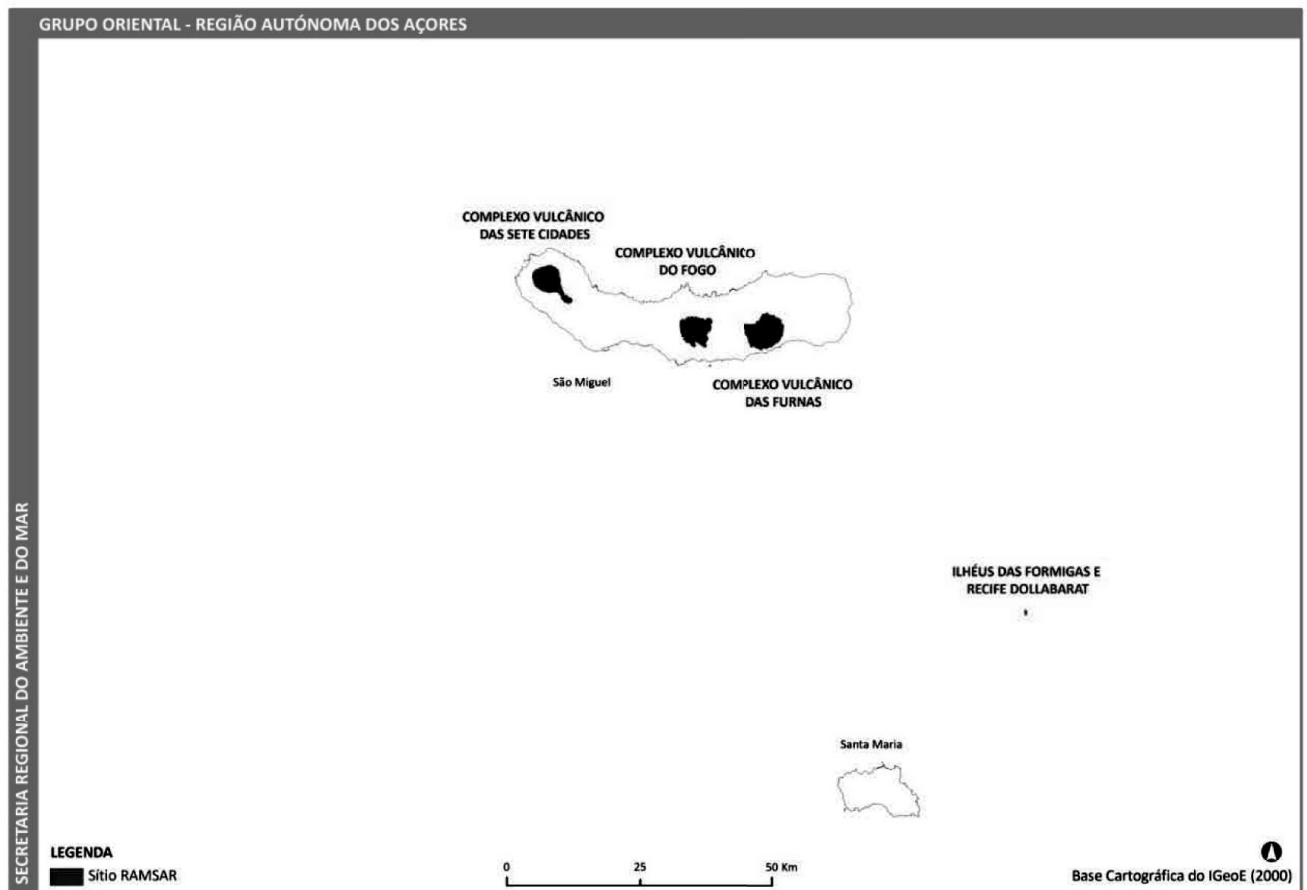 GRUPO ORIENTAL - REGIÃO AUTÓNOMA DOS AÇORES
SECRETARIA REGIONAL DO AMBIENTE E DO MAR
COMPLEXO VULCÂNICO
DAS SETE CIDADES
COMPLEXO VULCÂNICO
DO FOGO
São Miguel
COMPLEXO VULCÂNICO
DAS FURNAS
ILHÉUS DAS FORMIGAS E
RECIFE DOLLABARAT
Santa Maria
LEGENDA
Sítio RAMSAR
0 25 50 Km
Base Cartográfica do IGeoE (2000)